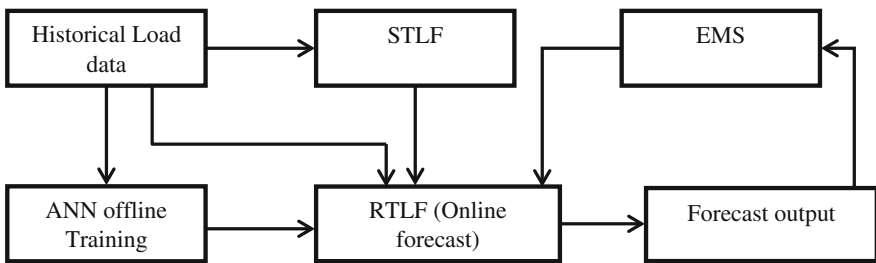 Historical Load
data
STLF
EMS
ANN offline
Training
RTLF (Online
forecast)
Forecast output